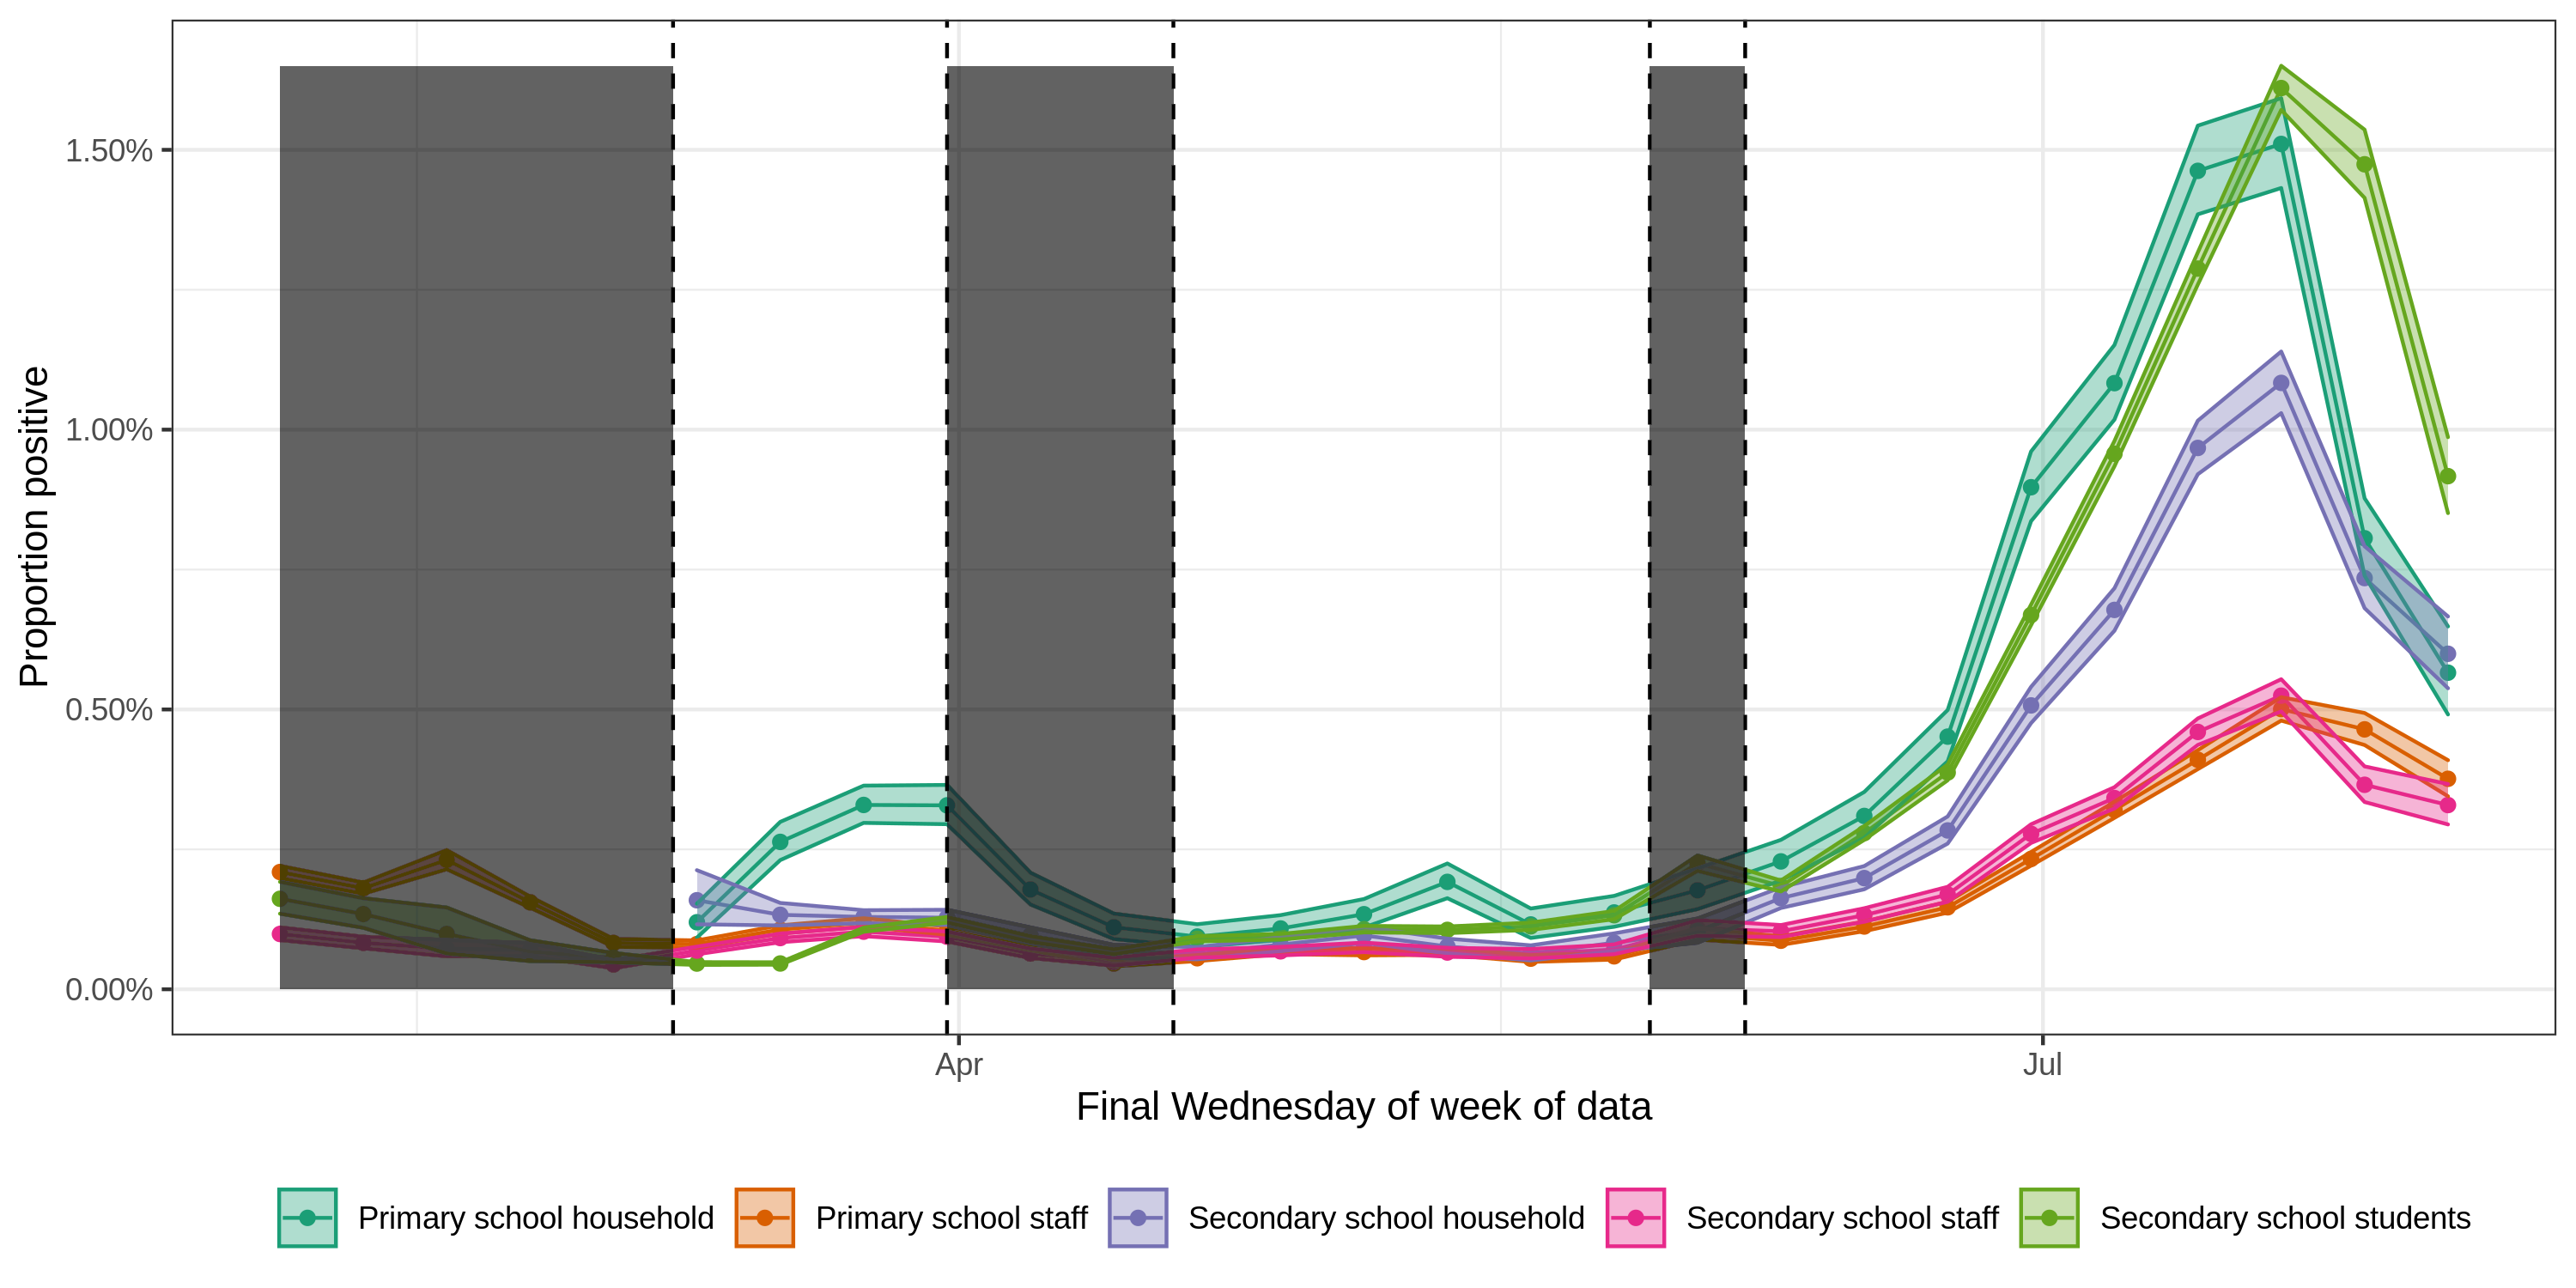 Proportion positive
1.50%
1.00%
0.50%
0.00%
Apr
Jul
Final Wednesday of week of data
Primary school household
Primary school staff
Secondary school household
Secondary school staff
Secondary school students